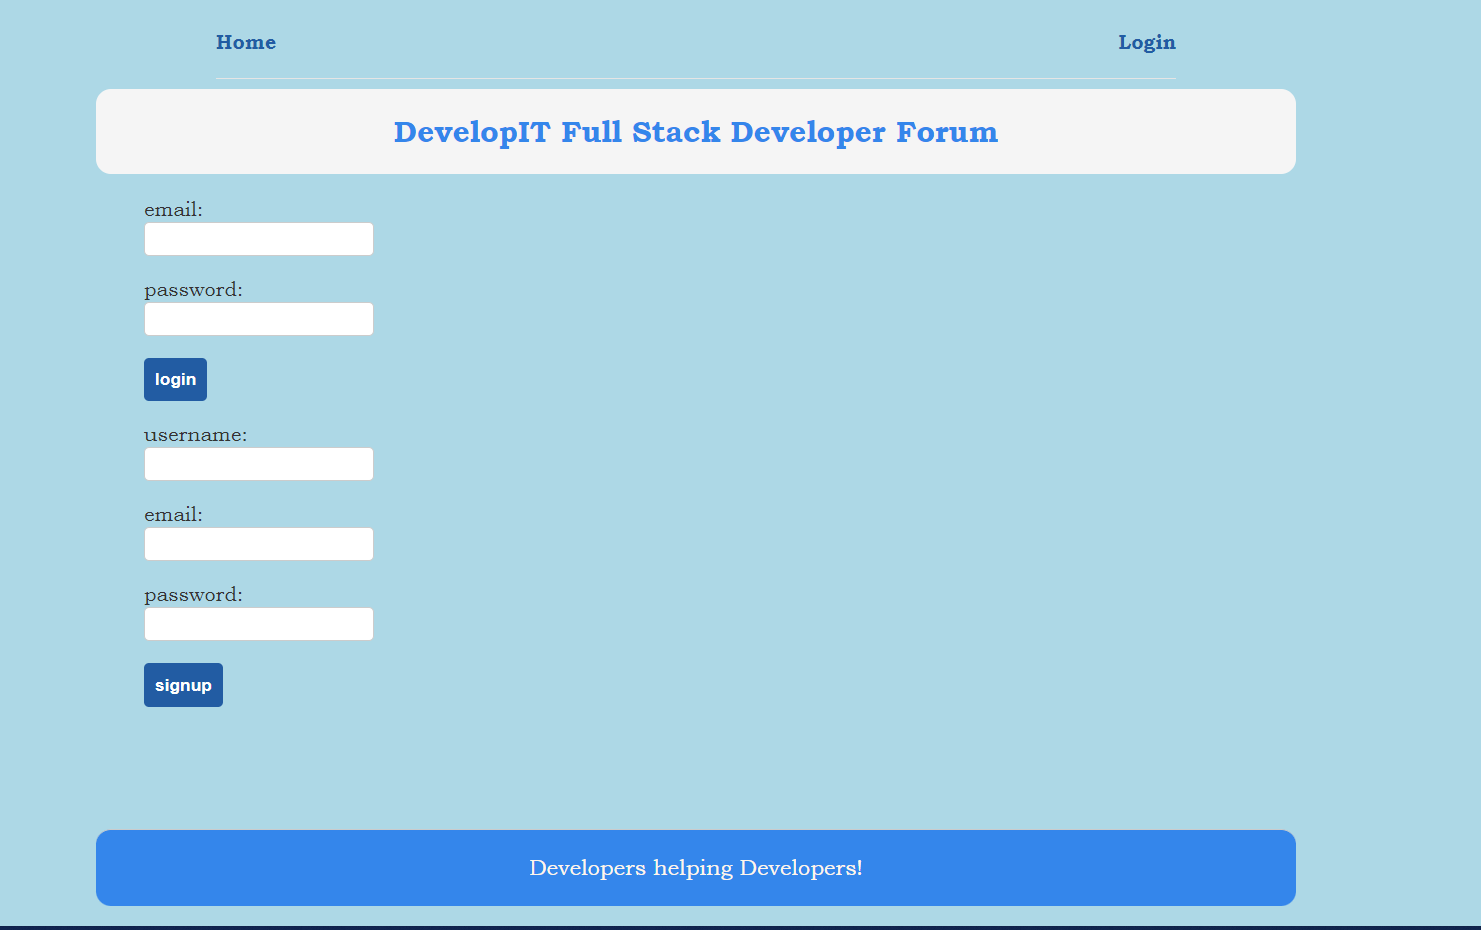 Home Login
DevelopIT Full Stack Developer Forum
email:
password:
login
username:
email:
password:
signup
Developers helping Developers!